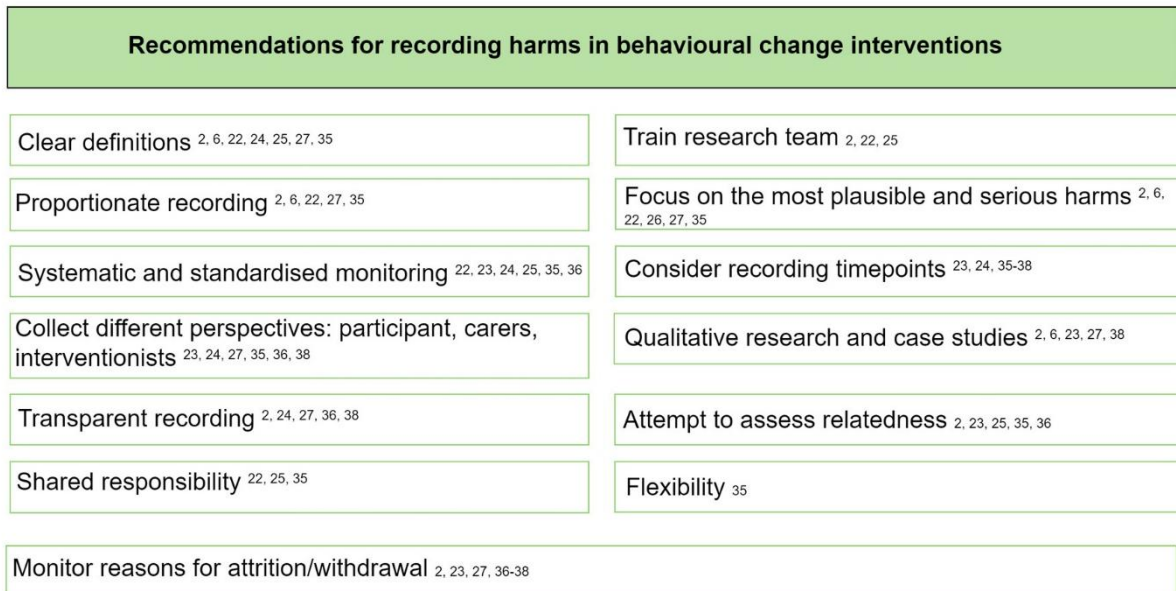 Recommendations for recording harms in behavioural change interventions
Clear definitions 2, 6, 22, 24, 25, 27, 35
Train research team 2, 22, 25
Proportionate recording 2, 6, 22, 27, 35
Focus on the most plausible and serious harms 2, 6,
22, 26, 27, 35
Systematic and standardised monitoring 22, 23, 24, 25, 35, 36
Consider recording timepoints 23, 24, 35-38
Collect different perspectives: participant, carers,
interventionists 23, 24, 27, 35, 36, 38
Qualitative research and case studies 2, 6, 23, 27, 38
Transparent recording 2, 24, 27, 36, 38
Attempt to assess relatedness 2, 23, 25, 35, 36
Shared responsibility 22, 25, 35
Flexibility 35
Monitor reasons for attrition/withdrawal 2, 23, 27, 36-38